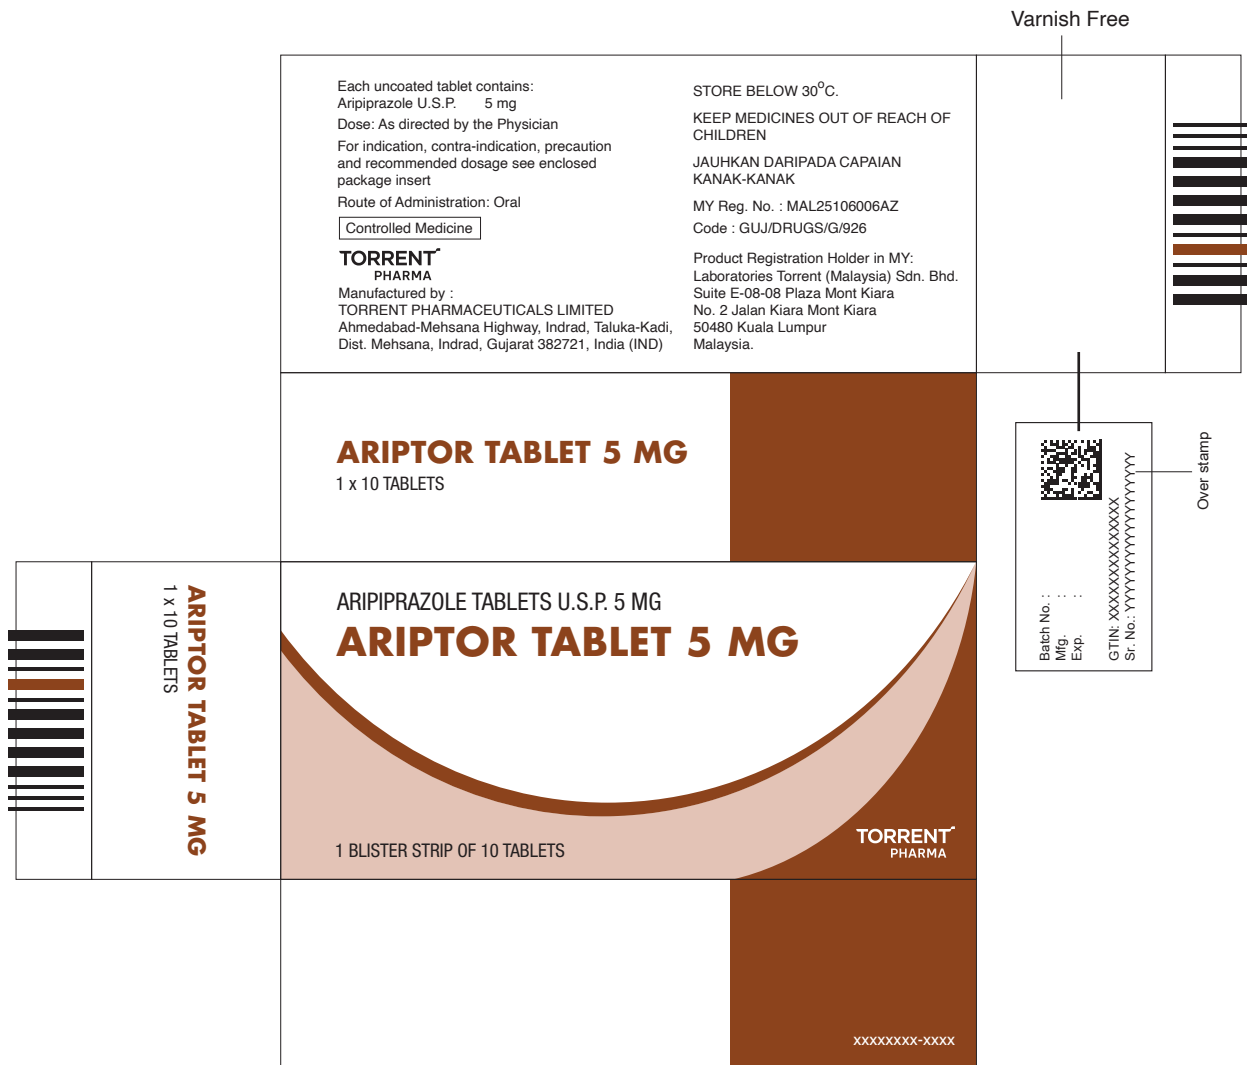 Varnish Free
Each uncoated tablet contains:
Aripiprazole U.S.P. 5 mg
Dose: As directed by the Physician
For indication, contra-indication, precaution
and recommended dosage see enclosed
package insert
Route of Administration: Oral
Controlled Medicine
TORRENT
PHARMA
Manufactured by :
TORRENT PHARMACEUTICALS LIMITED
Ahmedabad-Mehsana Highway, Indrad, Taluka-Kadi,
Dist. Mehsana, Indrad, Gujarat 382721, India (IND)
STORE BELOW 30°C.
KEEP MEDICINES OUT OF REACH OF
CHILDREN
JAUHKAN DARIPADA CAPAIAN
KANAK-KANAK
MY Reg. No. : MAL25106006AZ
Code : GUJ/DRUGS/G/926
Product Registration Holder in MY:
Laboratories Torrent (Malaysia) Sdn. Bhd.
Suite E-08-08 Plaza Mont Kiara
No. 2 Jalan Kiara Mont Kiara
50480 Kuala Lumpur
Malaysia.
ARIPTOR TABLET 5 MG
1 x 10 TABLETS
Batch No. :
Mfg. :
Exp. :
GTIN: XXXXXXXXXXXXXX
Sr. No.: YYYYYYYYYYYYYYYYYYYY
Over stamp
ARIPTOR TABLET 5 MG
1 x 10 TABLETS
ARIPIPRAZOLE TABLETS U.S.P. 5 MG
ARIPTOR TABLET 5 MG
1 BLISTER STRIP OF 10 TABLETS
TORRENT
PHARMA
xxxxxxxx-xxxx